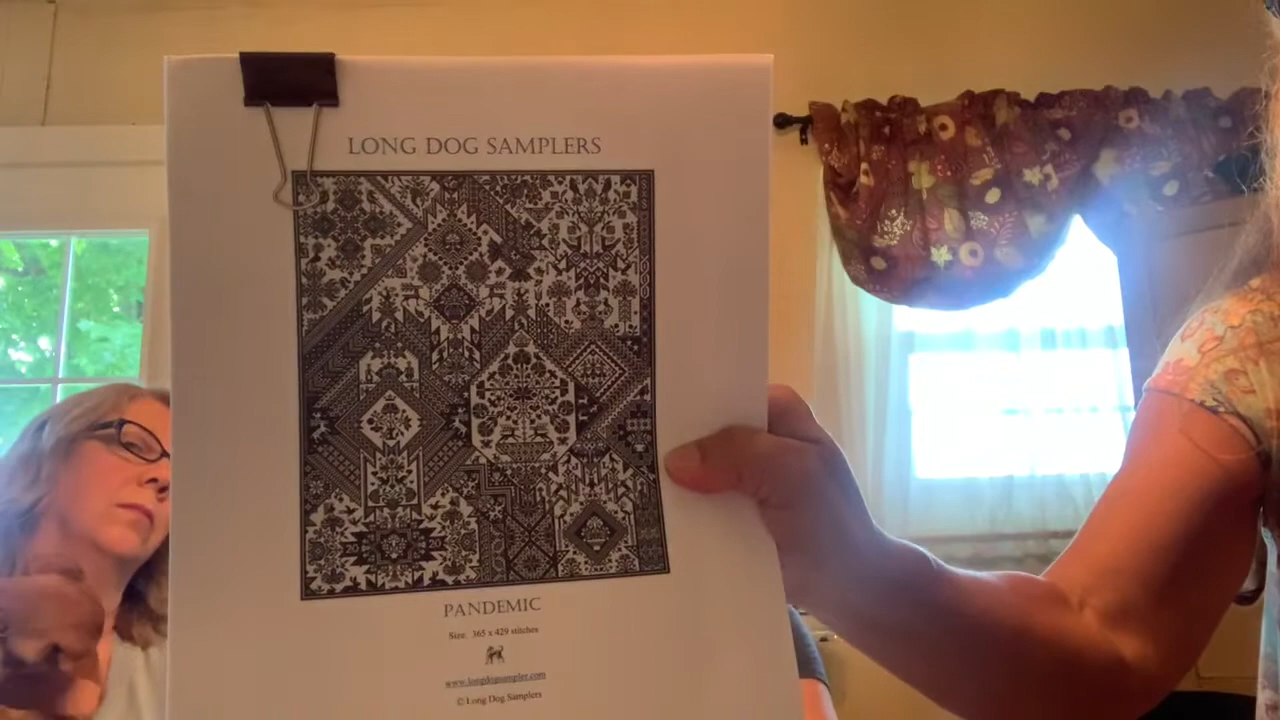 LONG DOG SAMPLERS
PANDEMIC
Size: 365 x 429 stitches
www.longdogsampler.com
© Long Dog Samplers